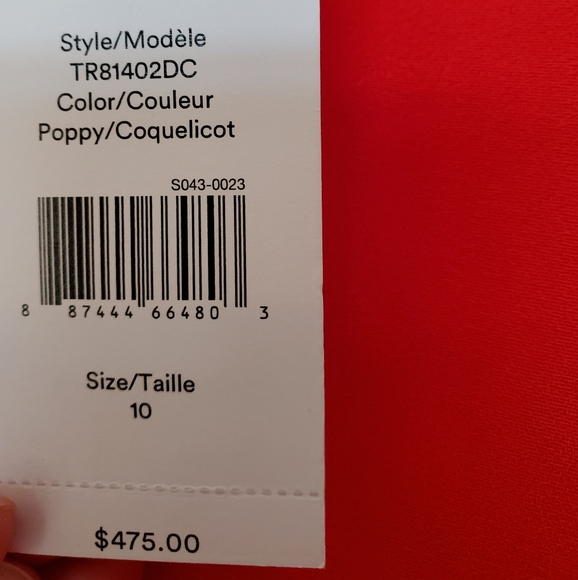 Style/Modèle
TR81402DC
Color/Couleur
Poppy/Coquelicot
S043-0023
8 87444 66480 3
Size/Taille
10
$475.00